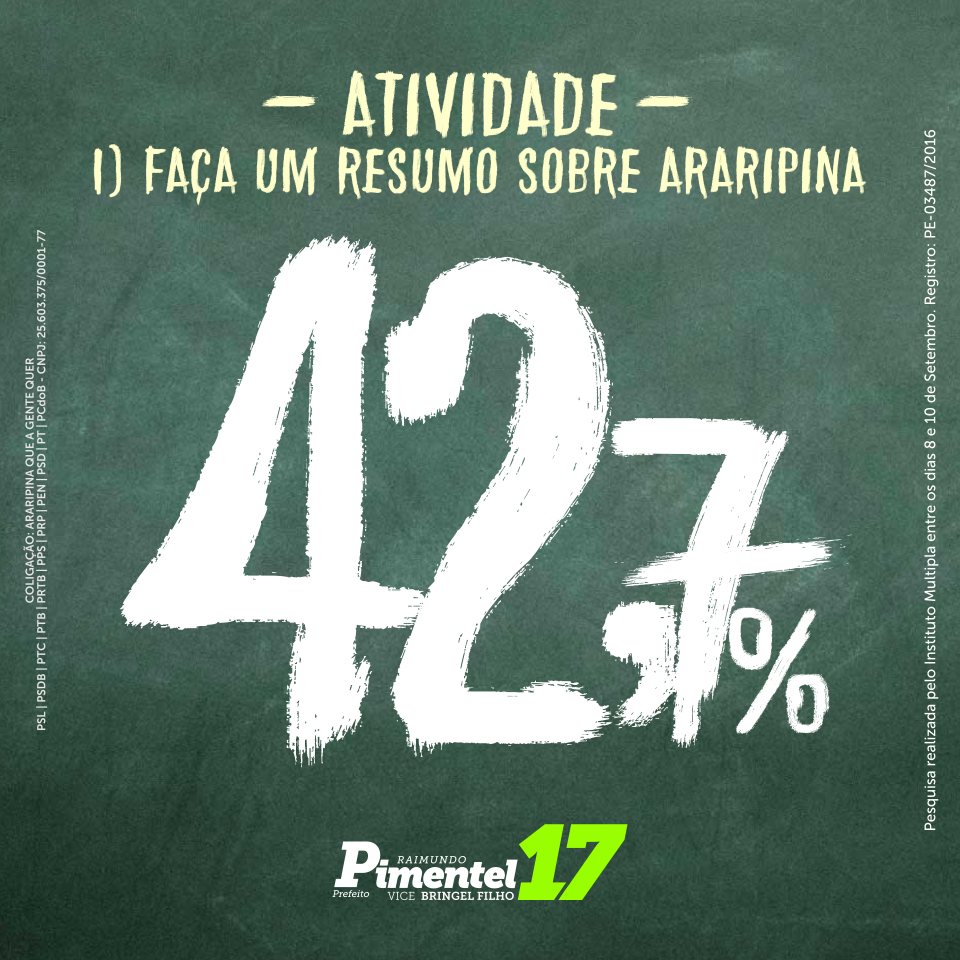 — ATIVIDADE —
1) FAÇA UM RESUMO SOBRE ARARIPINA
42,7%
COLIGAÇÃO: ARARIPINA QUE A GENTE QUER
PSL | PSDB | PTC | PTB | PRTB | PPS | PRP | PEN | PSD | PT | PCdoB - CNPJ: 25.603.375/0001-77
Pesquisa realizada pelo Instituto Multipla entre os dias 8 e 10 de Setembro. Registro: PE-03487/2016
RAIMUNDO
Pimentel 17
Prefeito VICE BRINGEL FILHO